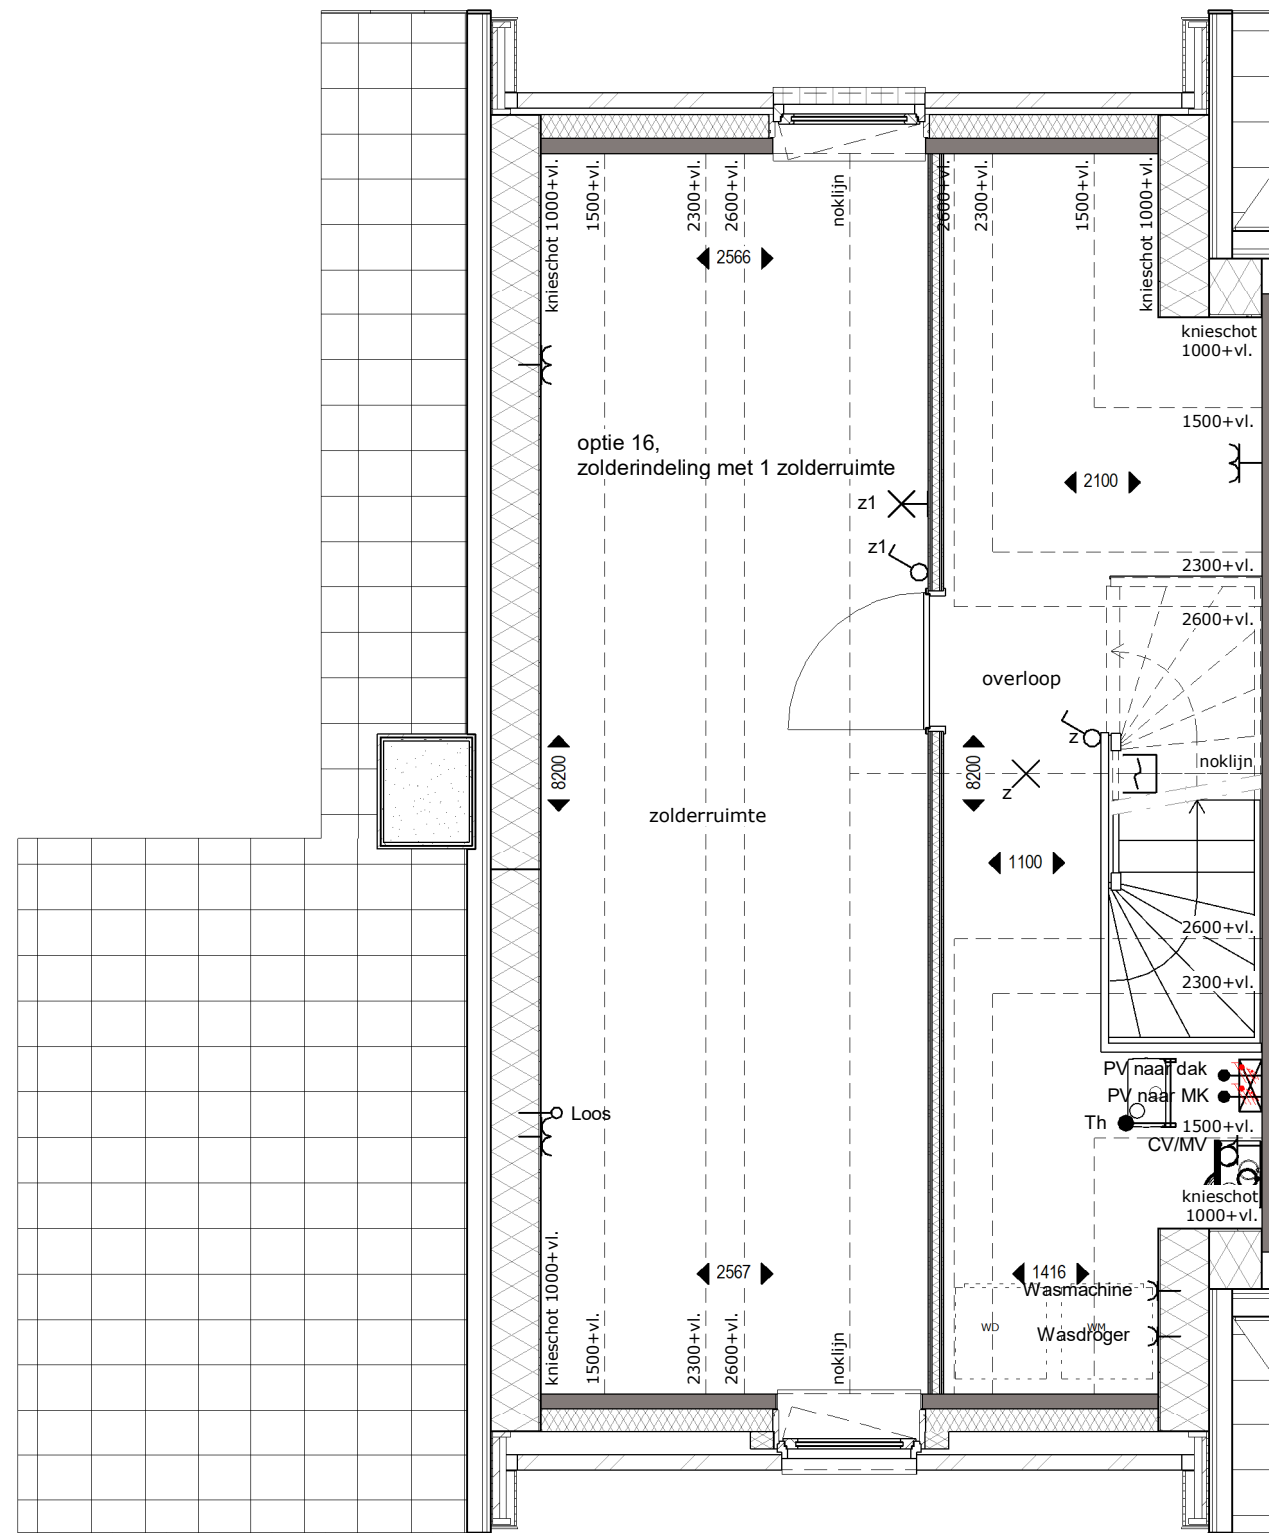 knieschot 1000+vl.
1500+vl.
2300+vl.
2600+vl.
noklijn
2600+vl.
2300+vl.
1500+vl.
knieschot 1000+vl.
2566
knieschot
1000+vl.
1500+vl.
optie 16,
zolderindeling met 1 zolderruimte
2100
z1
z1
2300+vl.
2600+vl.
overloop
z
noklijn
8200
8200
z
zolderruimte
1100
2600+vl.
2300+vl.
PV naar dak
PV naar MK
Loos
Th
1500+vl.
CV/MV
knieschot
1000+vl.
2567
1416
Wasmachine
WD
WM
Wasdroger
knieschot 1000+vl.
1500+vl.
2300+vl.
2600+vl.
noklijn